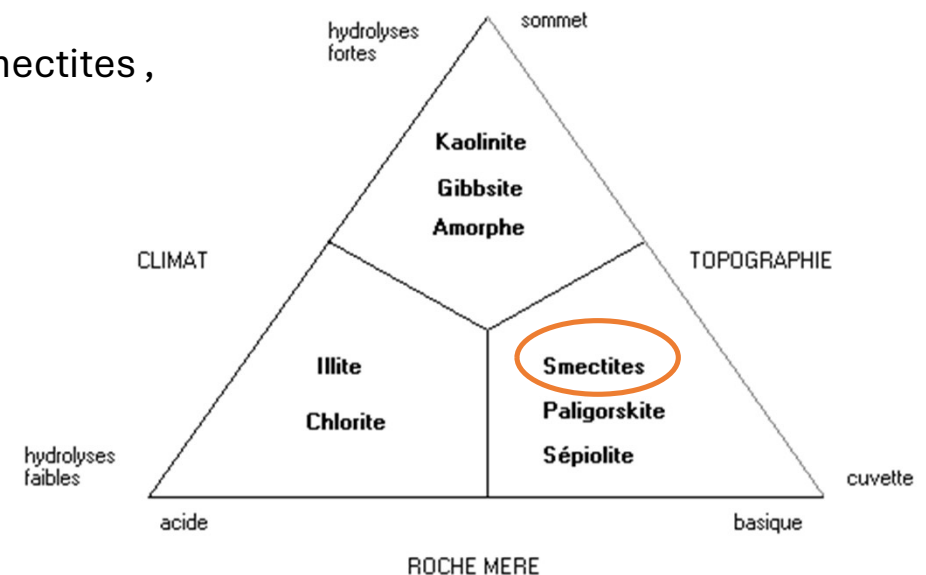 nectites ,
hydrolyses
fortes
sommet
Kaolinite
Gibbsite
Amorphe
CLIMAT
TOPOGRAPHIE
Illite
Chlorite
Smectites
Paligorskite
Sépiolite
hydrolyses
faibles
cuvette
acide
basique
ROCHE MERE